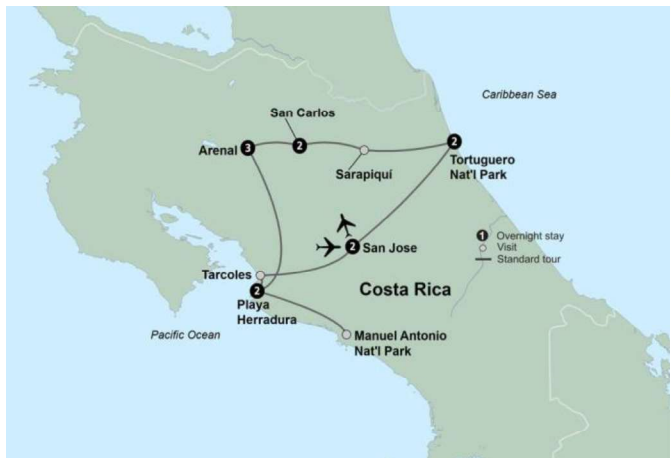 Caribbean Sea
San Carlos
2
2
Arenal
3
Sarapiquí
Tortuguero
Nat'l Park
1 Overnight stay
Visit
Standard tour
2
San Jose
Tarcoles
2
Playa
Herradura
Costa Rica
Pacific Ocean
Manuel Antonio
Nat'l Park